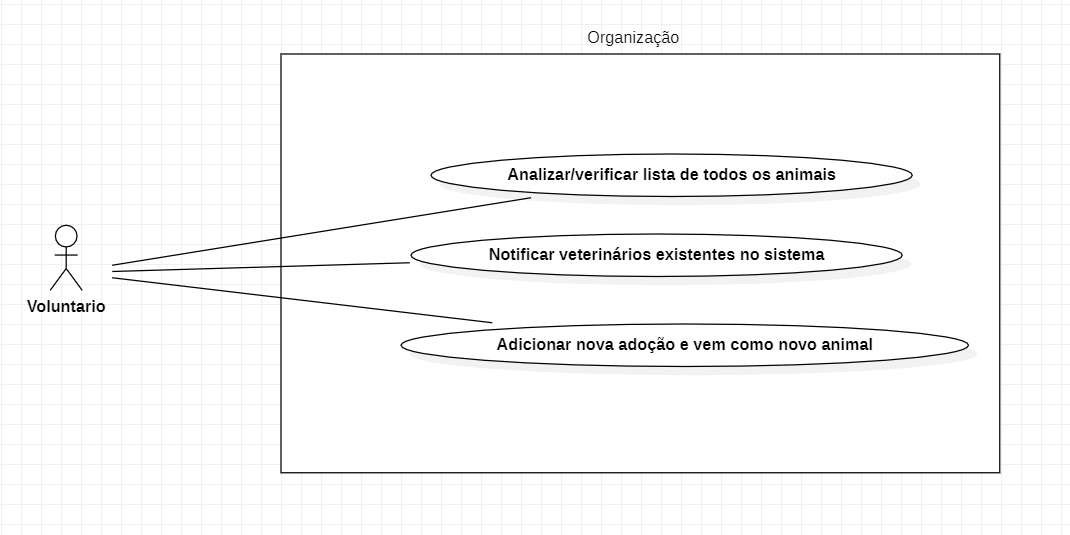 Organização
Analizar/verificar lista de todos os animais
Notificar veterinários existentes no sistema
Voluntario
Adicionar nova adoção e vem como novo animal